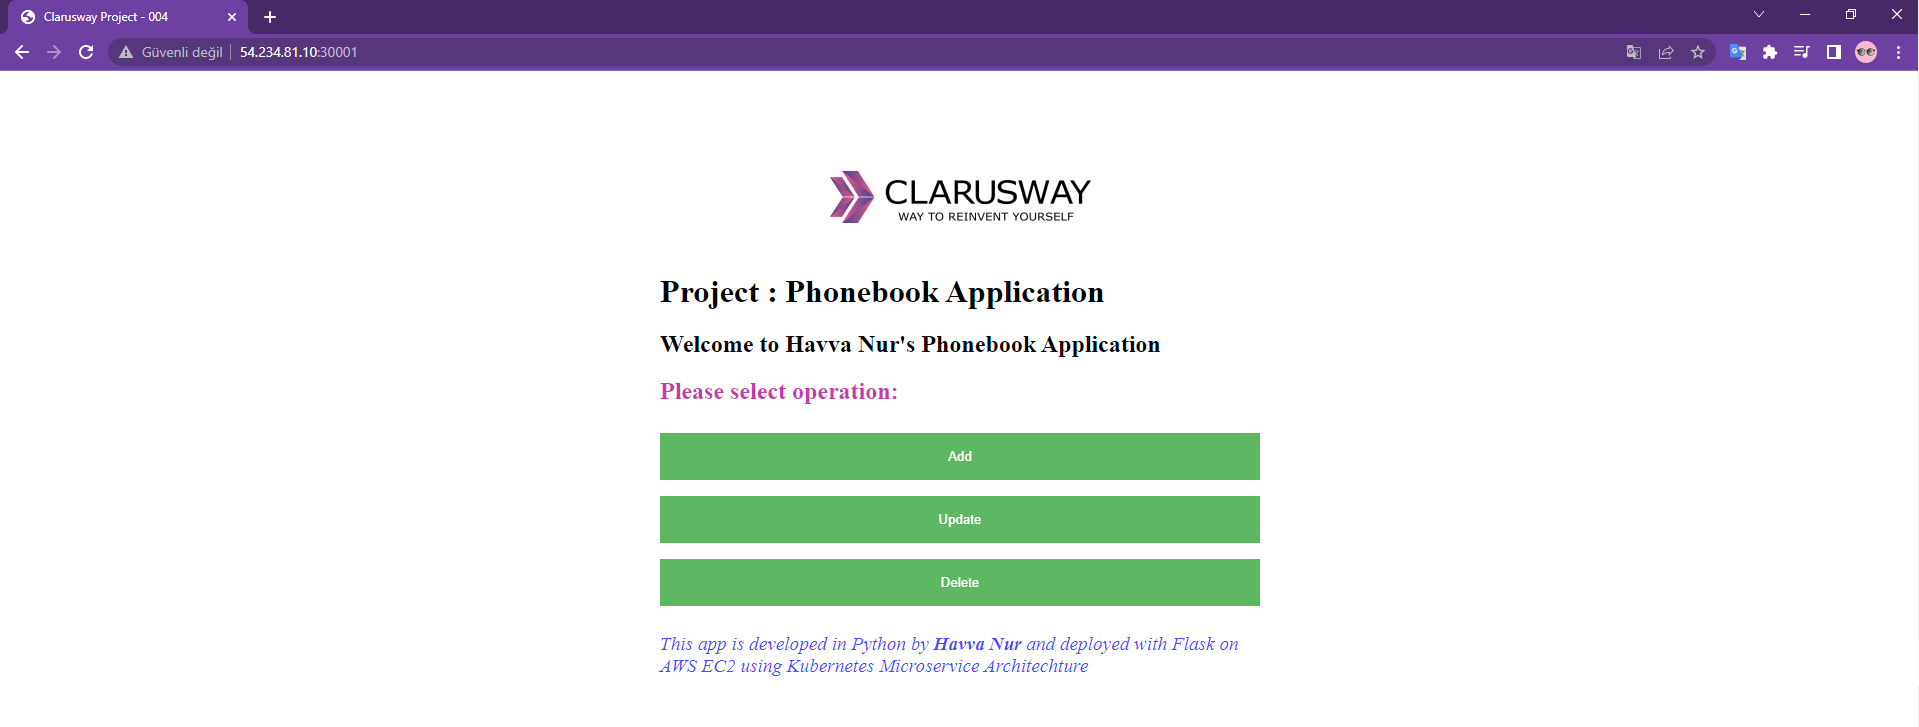 Clarusway Project - 004
Güvenli değil 54.234.81.10:30001
CLARUSWAY
WAY TO REINVENT YOURSELF
Project : Phonebook Application
Welcome to Havva Nur's Phonebook Application
Please select operation:
Add
Update
Delete
This app is developed in Python by Havva Nur and deployed with Flask on
AWS EC2 using Kubernetes Microservice Architechture